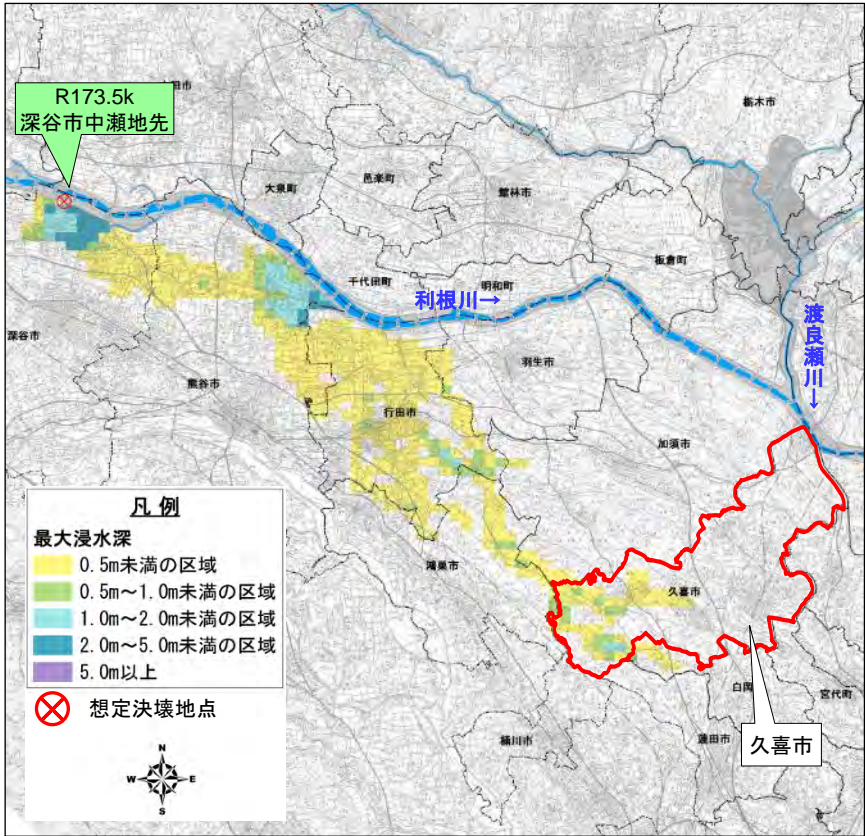 R173.5k
深谷市中瀬地先
栃木市
大泉町
邑楽町
館林市
板倉町
千代田町
明和町
利根川→
渡良瀬川→
深谷市
羽生市
熊谷市
行田市
加須市
鴻巣市
久喜市
凡例
最大浸水深
0.5m未満の区域
0.5m～1.0m未満の区域
1.0m～2.0m未満の区域
2.0m～5.0m未満の区域
5.0m以上
想定決壊地点
N
W
E
S
桶川市
蓮田市
宮代町
久喜市